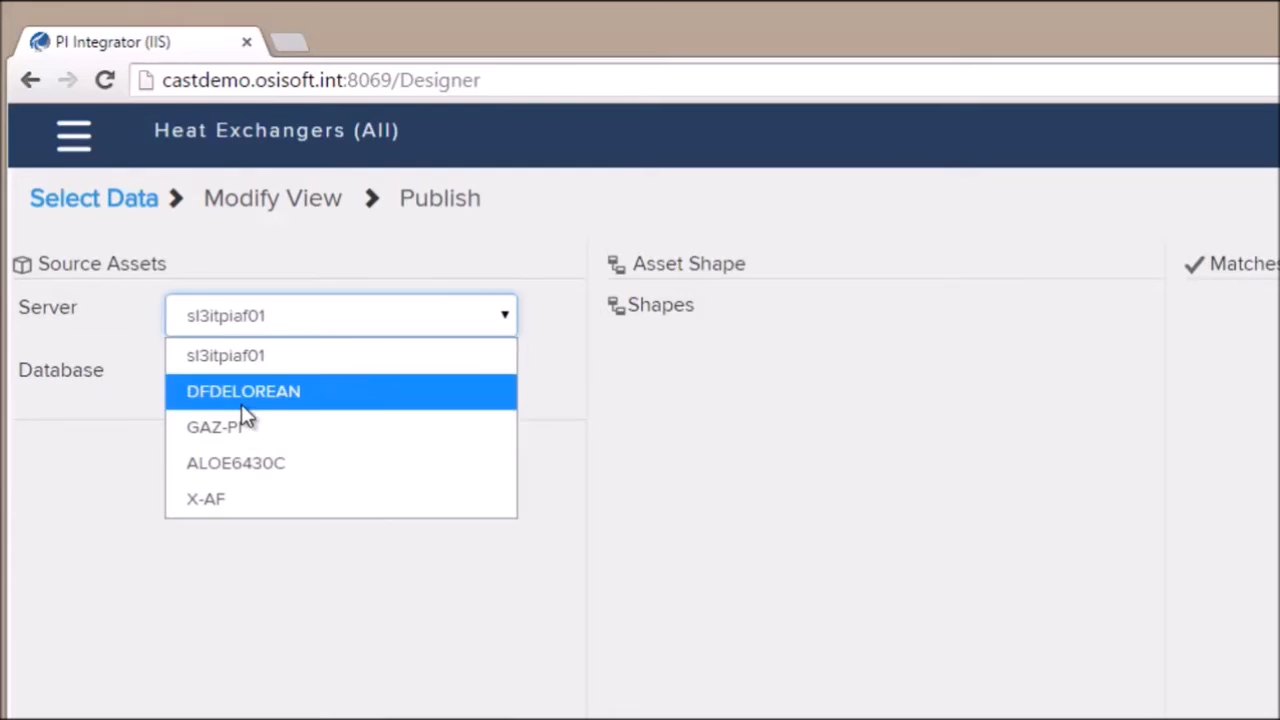 PI Integrator (IIS)
castdemo.osisoft.int:8069/Designer
Heat Exchangers (All)
Select Data Modify View Publish
Source Assets
Asset Shape
Matches
Server
sl3itpiaf01
Shapes
sl3itpiaf01
Database
DFDELOREAN
GAZ-PI
ALOE6430C
X-AF